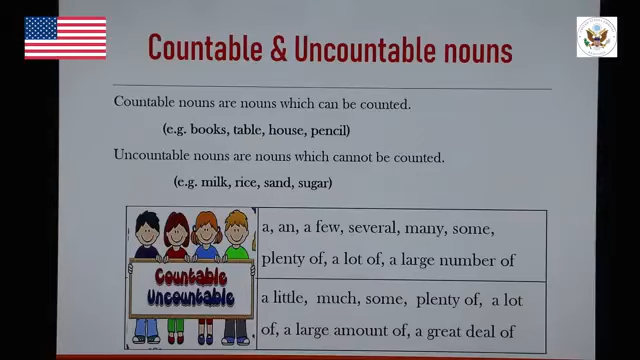 Countable & Uncountable nouns
Countable nouns are nouns which can be counted.
(e.g. books, table, house, pencil)
Uncountable nouns are nouns which cannot be counted.
(e.g. milk, rice, sand, sugar)
Countable
Uncountable
a, an, a few, several, many, some,
plenty of, a lot of, a large number of
a little, much, some, plenty of, a lot
of, a large amount of, a great deal of